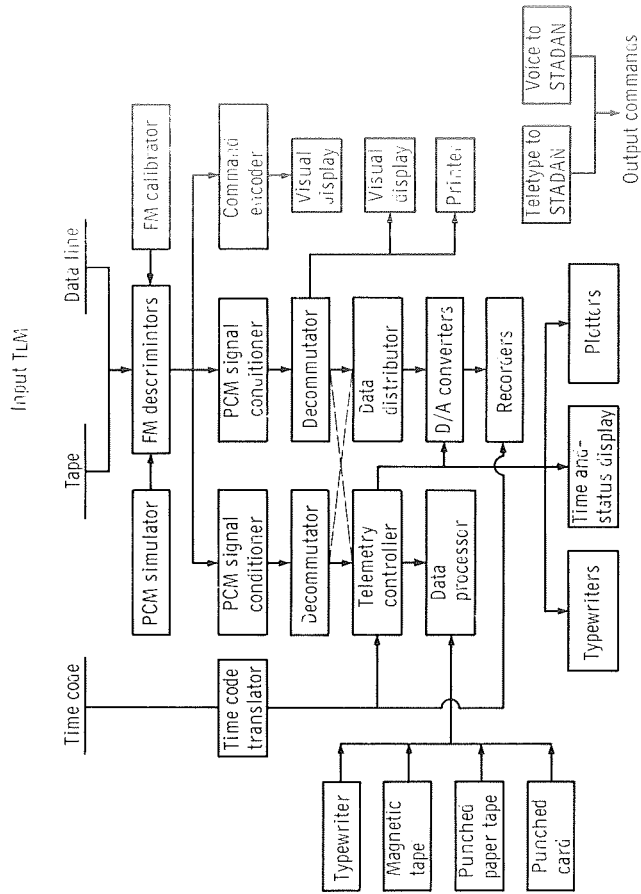 Input TLM
Time code
Tape
Data line
PCM simulator
FM descrimintors
FM calibrator
Time code
translator
PCM signal
conditioner
PCM signal
conditioner
Command
encoder
Decommutator
Decommutator
Visual
display
Telemetry
controller
Data
distributor
Visual
display
Data
processor
D/A converters
Printer
Recorders
Typewriter
Magnetic
tape
Punched
paper tape
Punched
card
Typewriters
Time and-
status display
Plotters
Teletype to
STADAN
Voice to
STADAN
Output commands